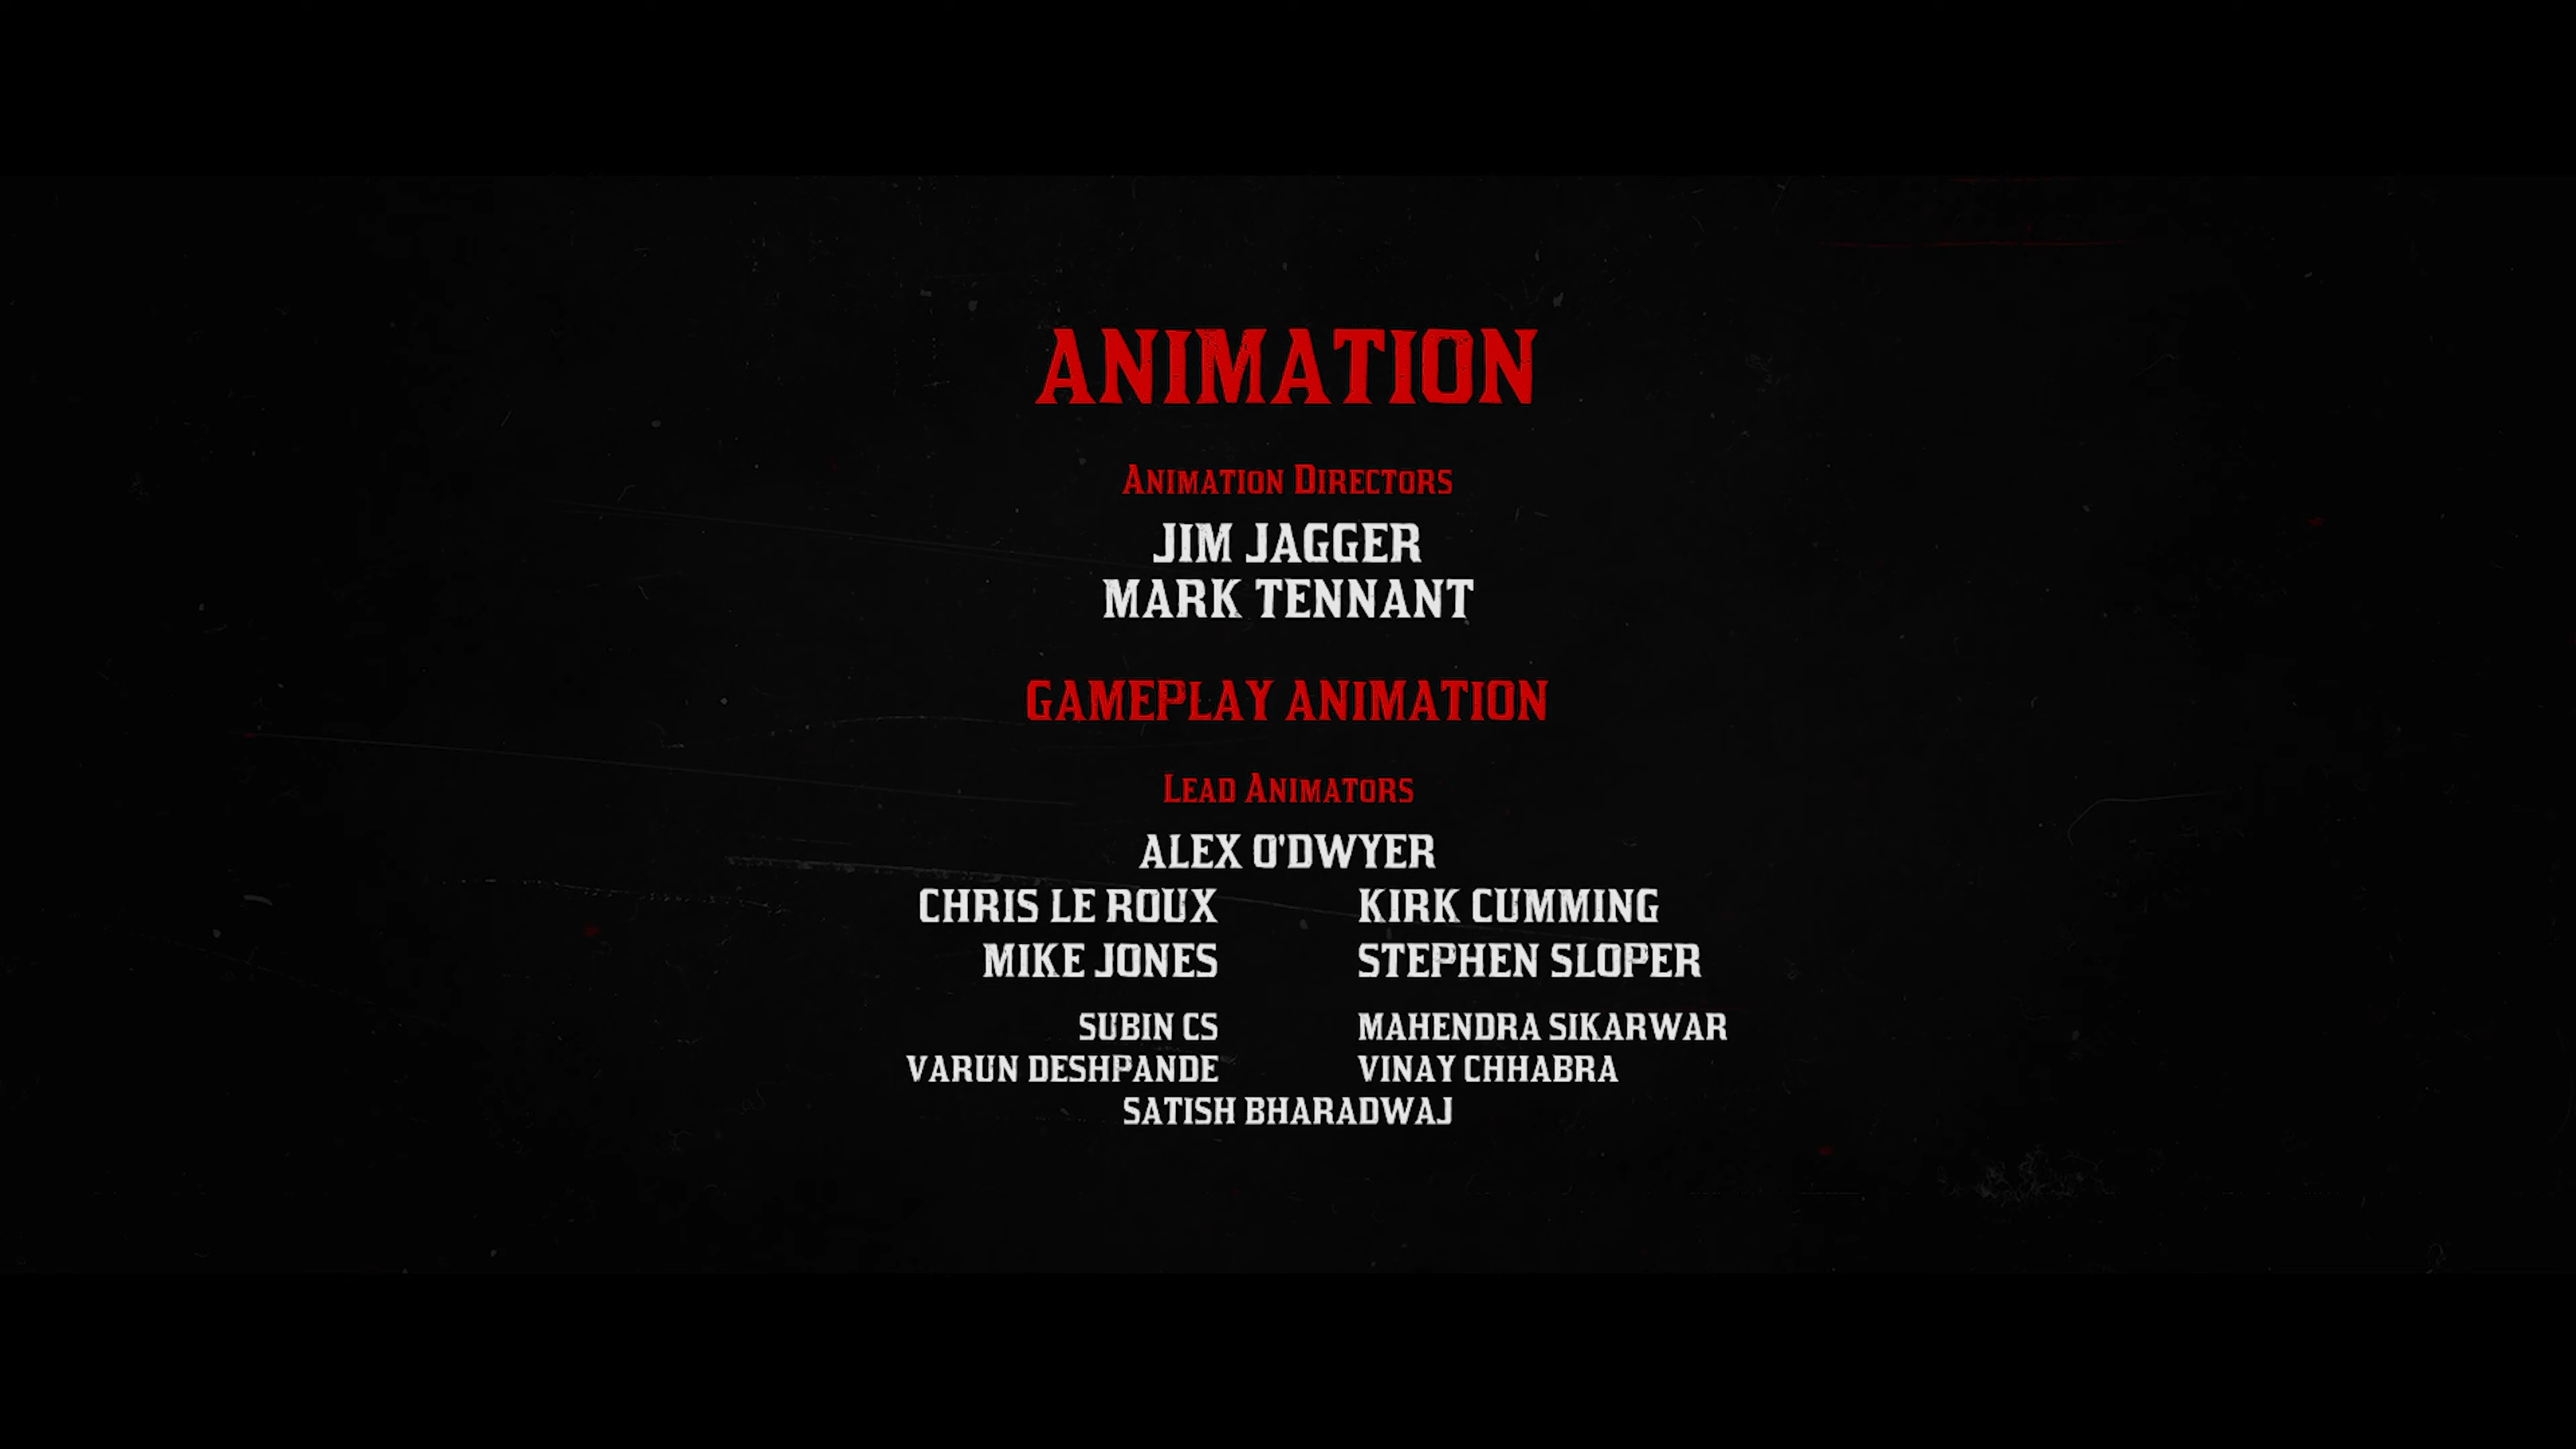 ANIMATION
ANIMATION DIRECTORS
JIM JAGGER
MARK TENNANT
GAMEPLAY ANIMATION
LEAD ANIMATORS
ALEX O'DWYER
CHRIS LE ROUX KIRK CUMMING
MIKE JONES STEPHEN SLOPER
SUBIN CS MAHENDRA SIKARWAR
VARUN DESHPANDE VINAY CHHABRA
SATISH BHARADWAJ